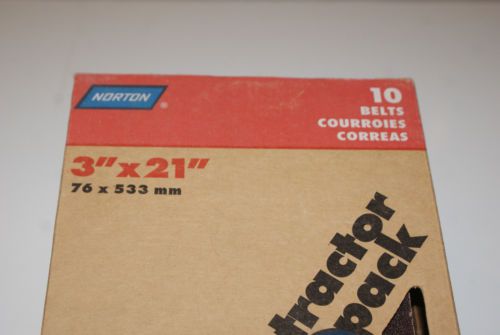 NORTON ®
10
BELTS
COURROIES
CORREAS
3"x21"
76 x 533 mm
tractor
pack